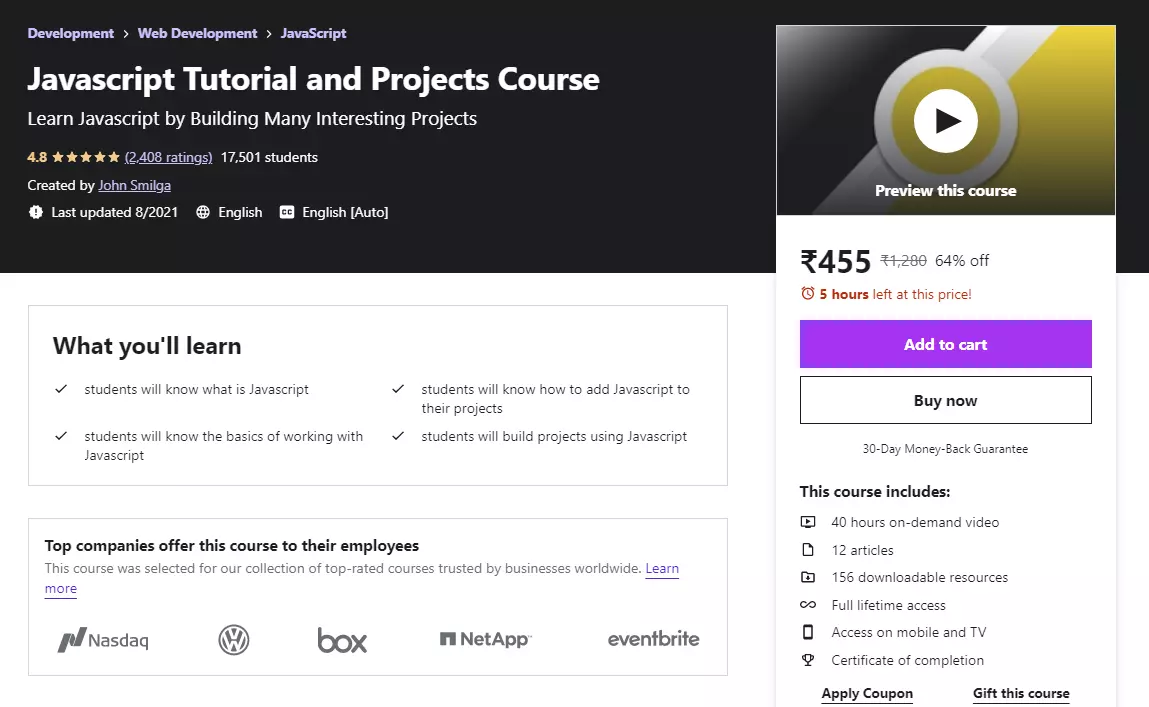 Development > Web Development > JavaScript
Javascript Tutorial and Projects Course
Learn Javascript by Building Many Interesting Projects
4.8 ★★★★★ (2,408 ratings) 17,501 students
Created by John Smilga
Last updated 8/2021 English CC English [Auto]
Preview this course
₹455 ₹1,280 64% off
5 hours left at this price!
Add to cart
Buy now
30-Day Money-Back Guarantee
This course includes:
40 hours on-demand video
12 articles
156 downloadable resources
Full lifetime access
Access on mobile and TV
Certificate of completion
Apply Coupon Gift this course
What you'll learn
students will know what is Javascript
students will know how to add Javascript to
their projects
students will know the basics of working with
Javascript
students will build projects using Javascript
Top companies offer this course to their employees
This course was selected for our collection of top-rated courses trusted by businesses worldwide. Learn
more
Nasdaq
box
NetApp
eventbrite